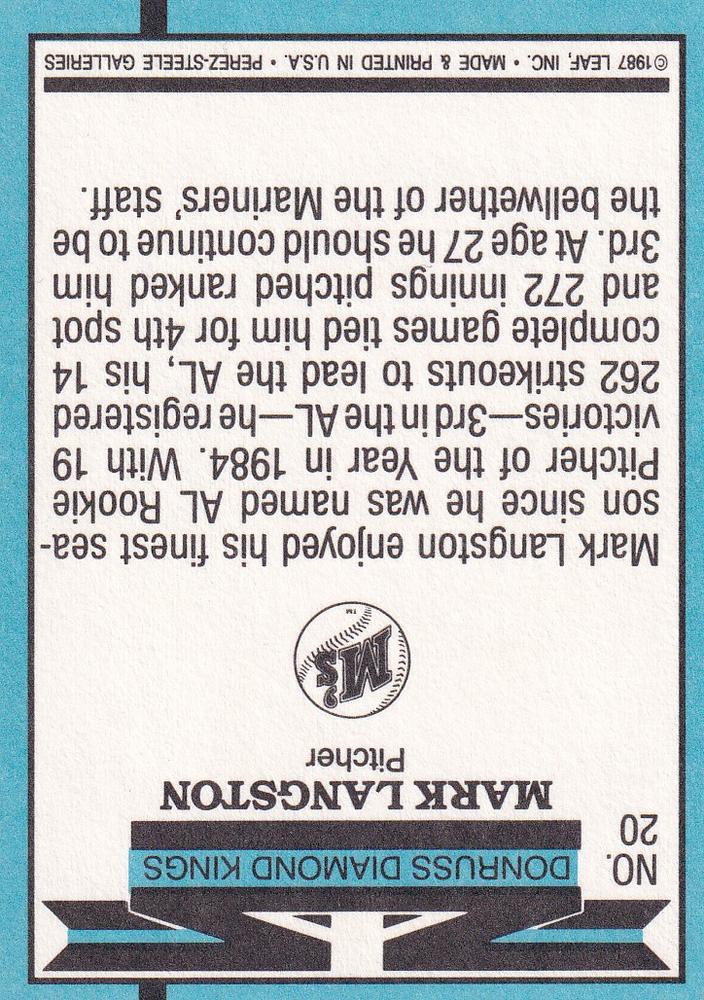 NO.
20
DONRUSS DIAMOND KINGS
MARK LANGSTON
Pitcher
M's
TM
Mark Langston enjoyed his finest sea-
son since he was named AL Rookie
Pitcher of the Year in 1984. With 19
victories—3rd in the AL—he registered
262 strikeouts to lead the AL, his 14
complete games tied him for 4th spot
and 272 innings pitched ranked him
3rd. At age 27 he should continue to be
the bellwether of the Mariners' staff.
©1987 LEAF, INC. • MADE & PRINTED IN U.S.A. • PEREZ-STEELE GALLERIES